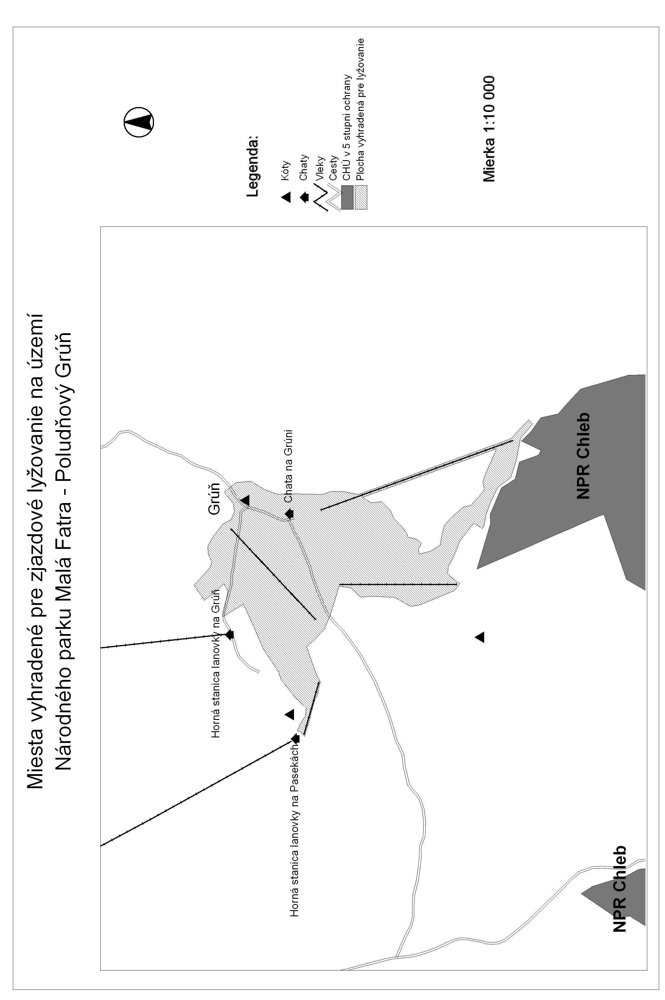 Miesta vyhradené pre zjazdové lyžovanie na území
Národného parku Malá Fatra - Poludňový Grúň
Grúň
Horná stanica lanovky na Grúň
Chata na Grúni
Horná stanica lanovky na Pasekách
NPR Chleb
NPR Chleb
Legenda:
Kóty
Chaty
Vleky
Cesty
CHÚ v 5 stupni ochrany
Plocha vyhradená pre lyžovanie
Mierka 1:10 000